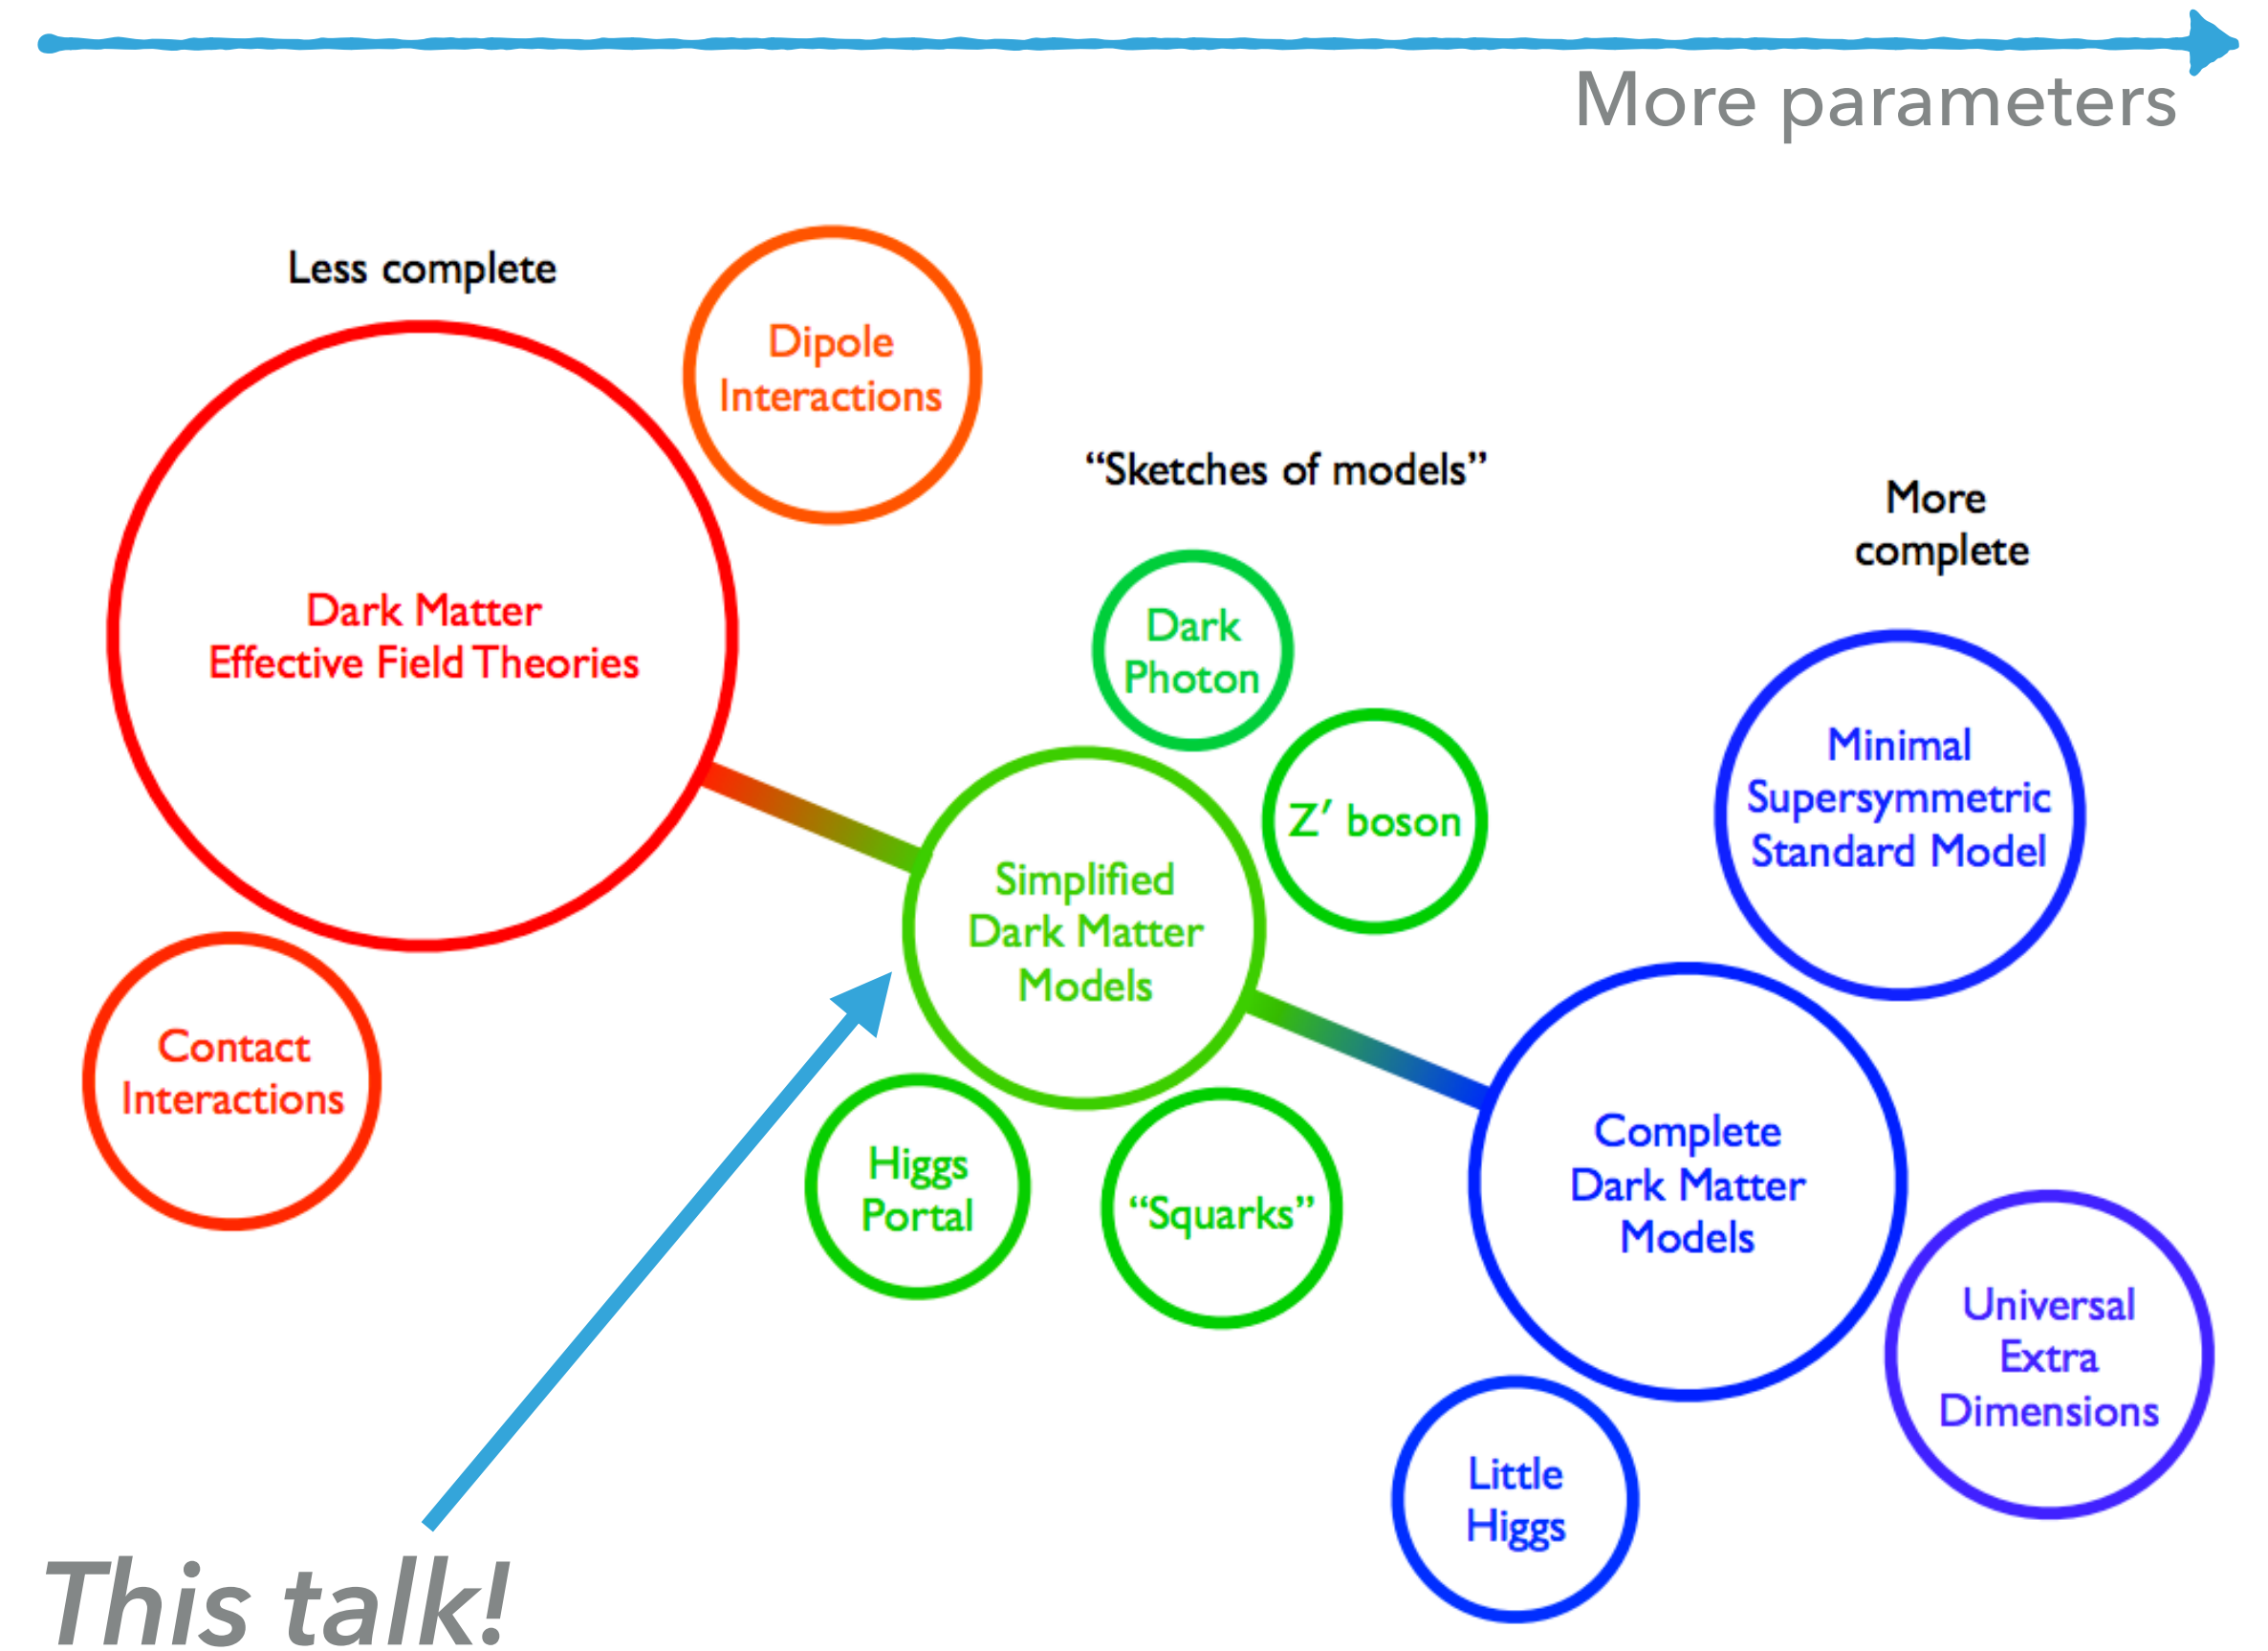 More parameters
Less complete
Dipole
Interactions
Dark Matter
Effective Field Theories
Contact
Interactions
“Sketches of models”
Dark
Photon
Z′ boson
Simplified
Dark Matter
Models
Higgs
Portal
“Squarks”
More
complete
Minimal
Supersymmetric
Standard Model
Complete
Dark Matter
Models
Universal
Extra
Dimensions
Little
Higgs
This talk!